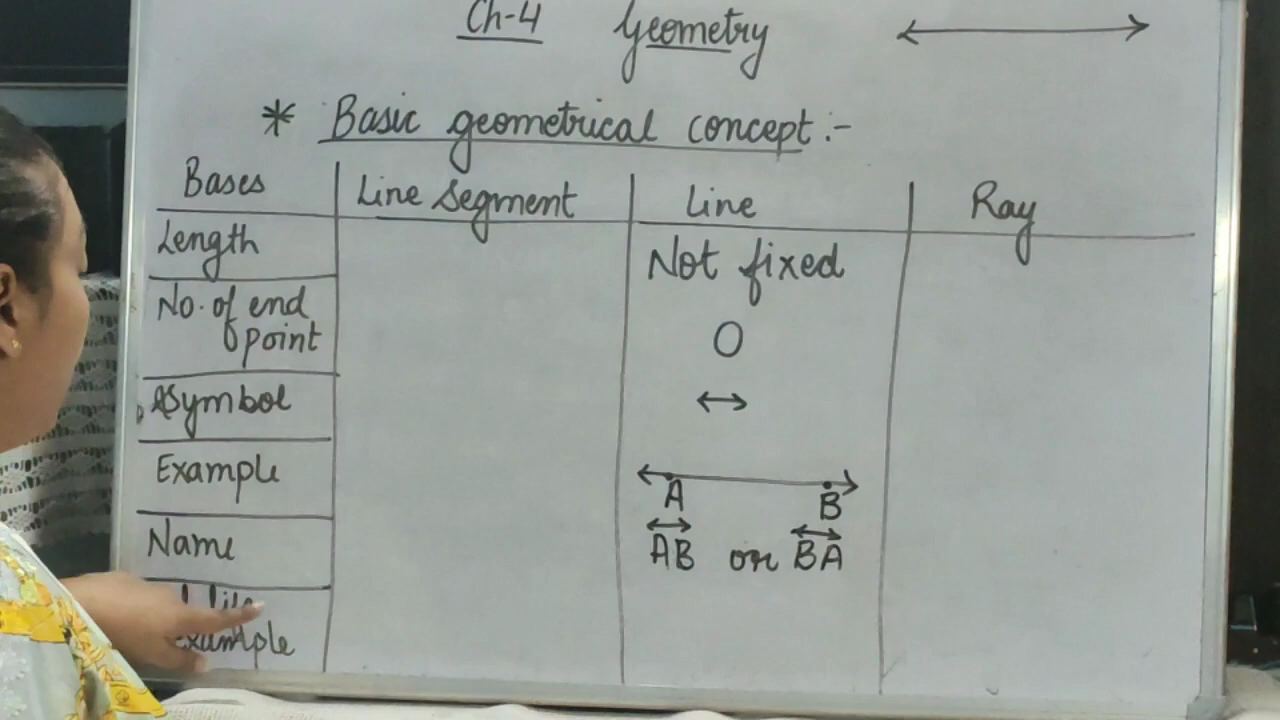 Ch-4 Geometry
* Basic geometrical concept :-
Bases Line Segment Line Ray
Length Not fixed
No. of end point O
Symbol ↔
Example A B
Name AB or BA
example